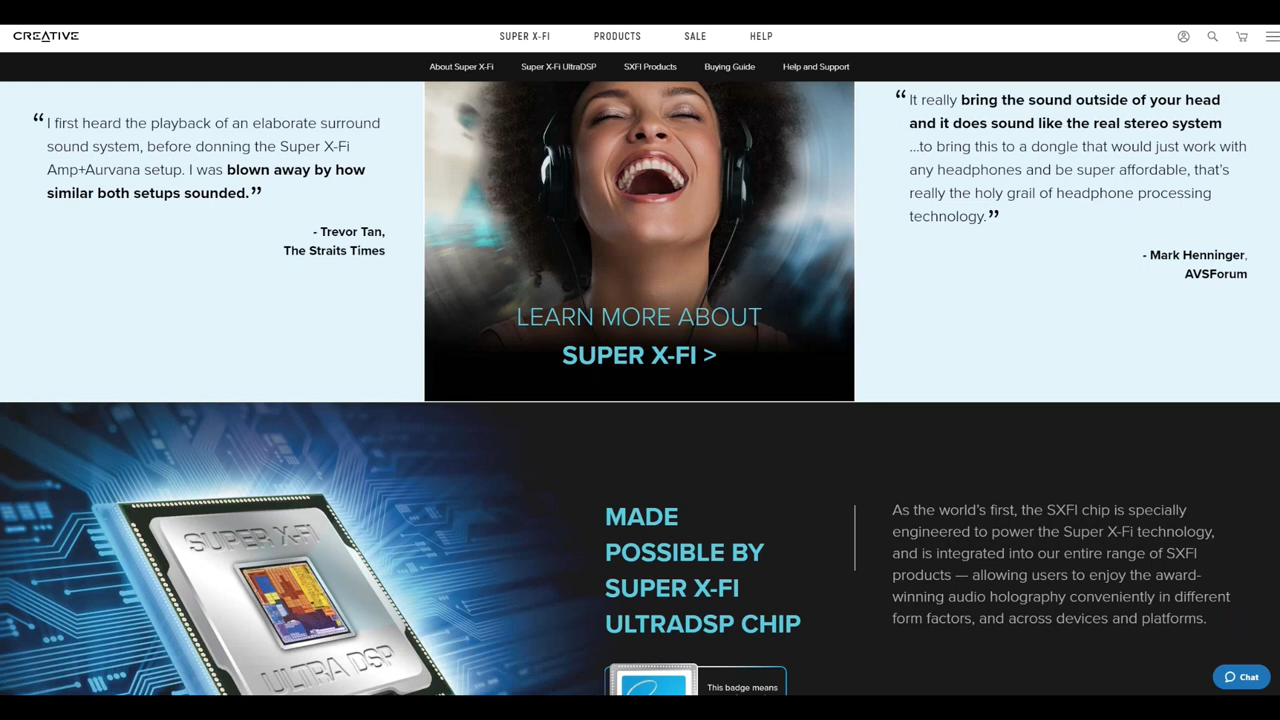 CREATIVE
SUPER X-FI PRODUCTS SALE HELP
About Super X-Fi Super X-Fi UltraDSP SXFI Products Buying Guide Help and Support
“I first heard the playback of an elaborate surround
sound system, before donning the Super X-Fi
Amp+Aurvana setup. I was blown away by how
similar both setups sounded.”
- Trevor Tan,
The Straits Times
LEARN MORE ABOUT
SUPER X-FI >
“It really bring the sound outside of your head
and it does sound like the real stereo system
...to bring this to a dongle that would just work with
any headphones and be super affordable, that's
really the holy grail of headphone processing
technology.”
- Mark Henninger,
AVSForum
SUPER X-FI
ULTRA DSP
MADE
POSSIBLE BY
SUPER X-FI
ULTRADSP CHIP
This badge means
As the world's first, the SXFI chip is specially
engineered to power the Super X-Fi technology,
and is integrated into our entire range of SXFI
products — allowing users to enjoy the award-
winning audio holography conveniently in different
form factors, and across devices and platforms.
Chat